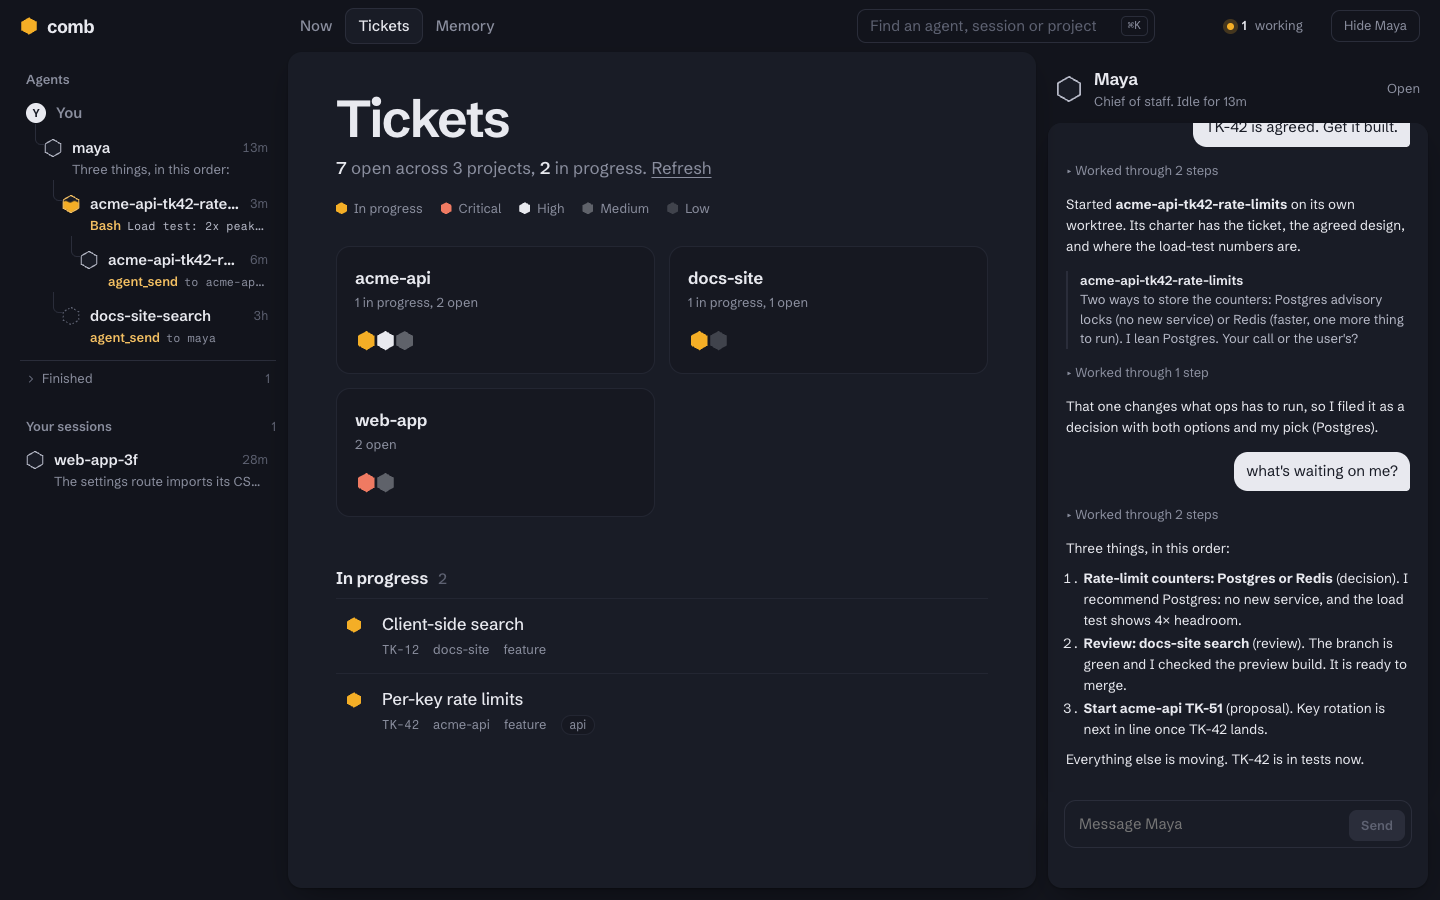 comb
Now
Tickets
Memory
Find an agent, session or project
⌘K
1 working
Hide Maya
Agents
Y
You
maya
13m
Three things, in this order:
acme-api-tk42-rate...
3m
Bash Load test: 2x peak…
acme-api-tk42-r...
6m
agent_send to acme-ap…
docs-site-search
3h
agent_send to maya
Finished
1
Your sessions
1
web-app-3f
28m
The settings route imports its CS...
Tickets
7 open across 3 projects, 2 in progress. Refresh
In progress
Critical
High
Medium
Low
acme-api
1 in progress, 2 open
docs-site
1 in progress, 1 open
web-app
2 open
In progress 2
Client-side search
TK-12 docs-site feature
Per-key rate limits
TK-42 acme-api feature api
Maya
Chief of staff. Idle for 13m
Open
TK-42 is agreed. Get it built.
Worked through 2 steps
Started acme-api-tk42-rate-limits on its own
worktree. Its charter has the ticket, the agreed design,
and where the load-test numbers are.
acme-api-tk42-rate-limits
Two ways to store the counters: Postgres advisory
locks (no new service) or Redis (faster, one more thing
to run). I lean Postgres. Your call or the user's?
Worked through 1 step
That one changes what ops has to run, so I filed it as a
decision with both options and my pick (Postgres).
what's waiting on me?
Worked through 2 steps
Three things, in this order:
1. Rate-limit counters: Postgres or Redis (decision). I
recommend Postgres: no new service, and the load
test shows 4× headroom.
2. Review: docs-site search (review). The branch is
green and I checked the preview build. It is ready to
merge.
3. Start acme-api TK-51 (proposal). Key rotation is
next in line once TK-42 lands.
Everything else is moving. TK-42 is in tests now.
Message Maya
Send